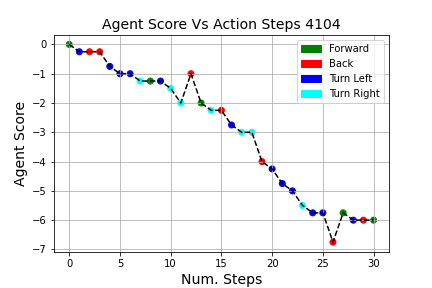 Agent Score Vs Action Steps 4104
Agent Score
0
−1
−2
−3
−4
−5
−6
−7
Forward
Back
Turn Left
Turn Right
0 5 10 15 20 25 30
Num. Steps